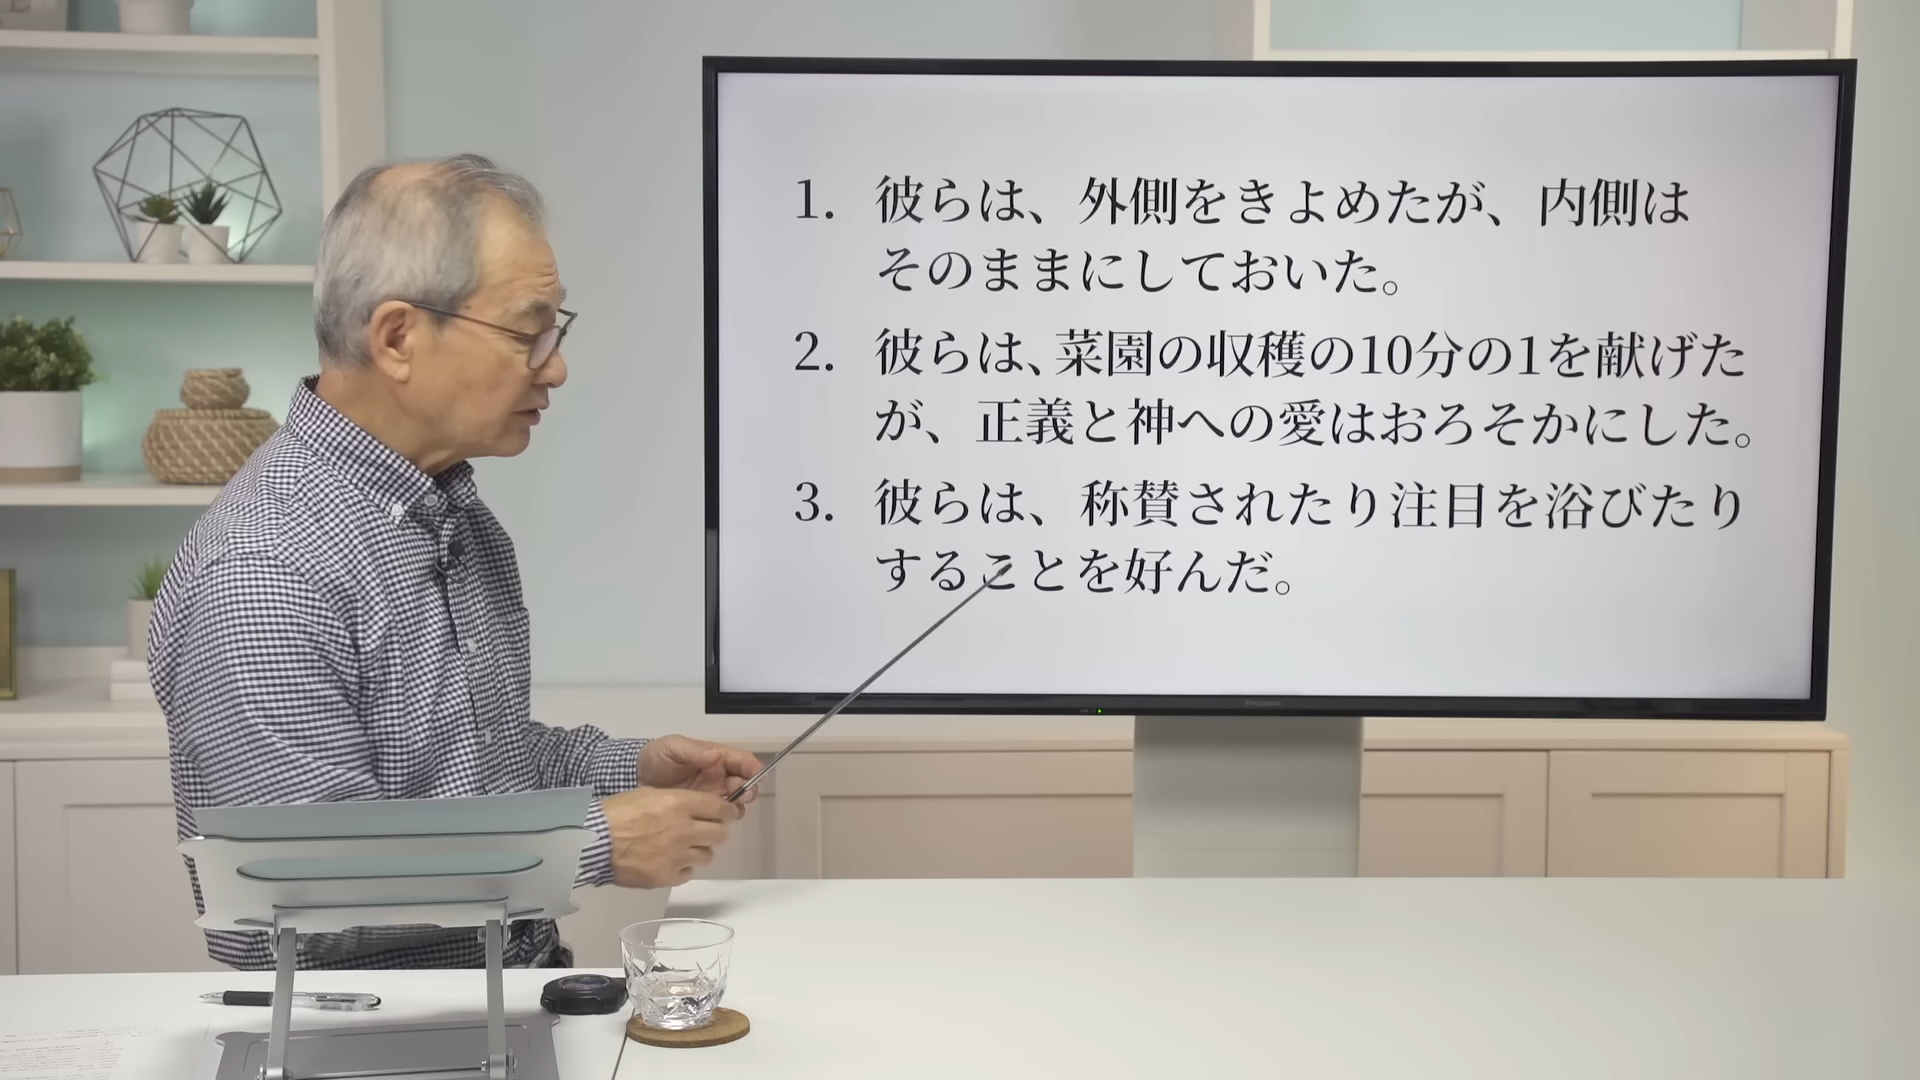 1. 彼らは、外側をきよめたが、内側は
そのままにしておいた。
2. 彼らは、菜園の収穫の10分の1を献げた
が、正義と神への愛はおろそかにした。
3. 彼らは、称賛されたり注目を浴びたり
することを好んだ。